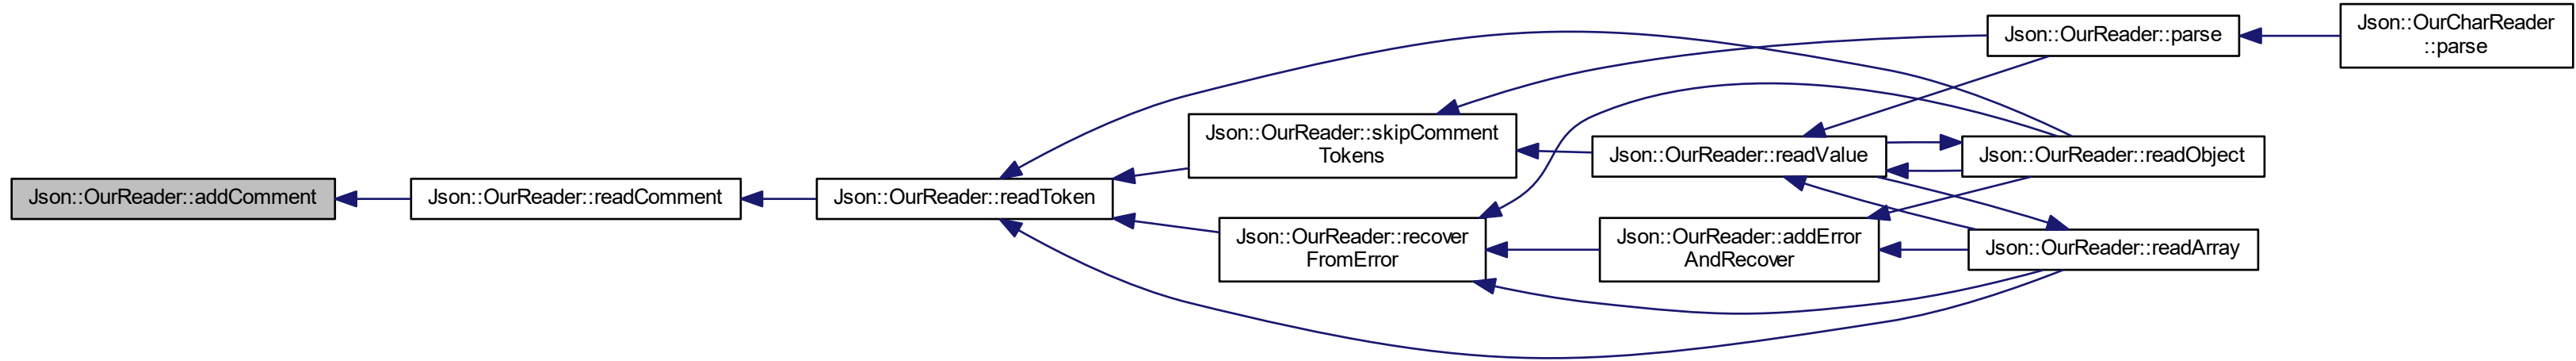 Json::OurReader::addComment
Json::OurReader::readComment
Json::OurReader::readToken
Json::OurReader::skipComment
Tokens
Json::OurReader::recover
FromError
Json::OurReader::readValue
Json::OurReader::addError
AndRecover
Json::OurReader::parse
Json::OurReader::readObject
Json::OurReader::readArray
Json::OurCharReader
::parse